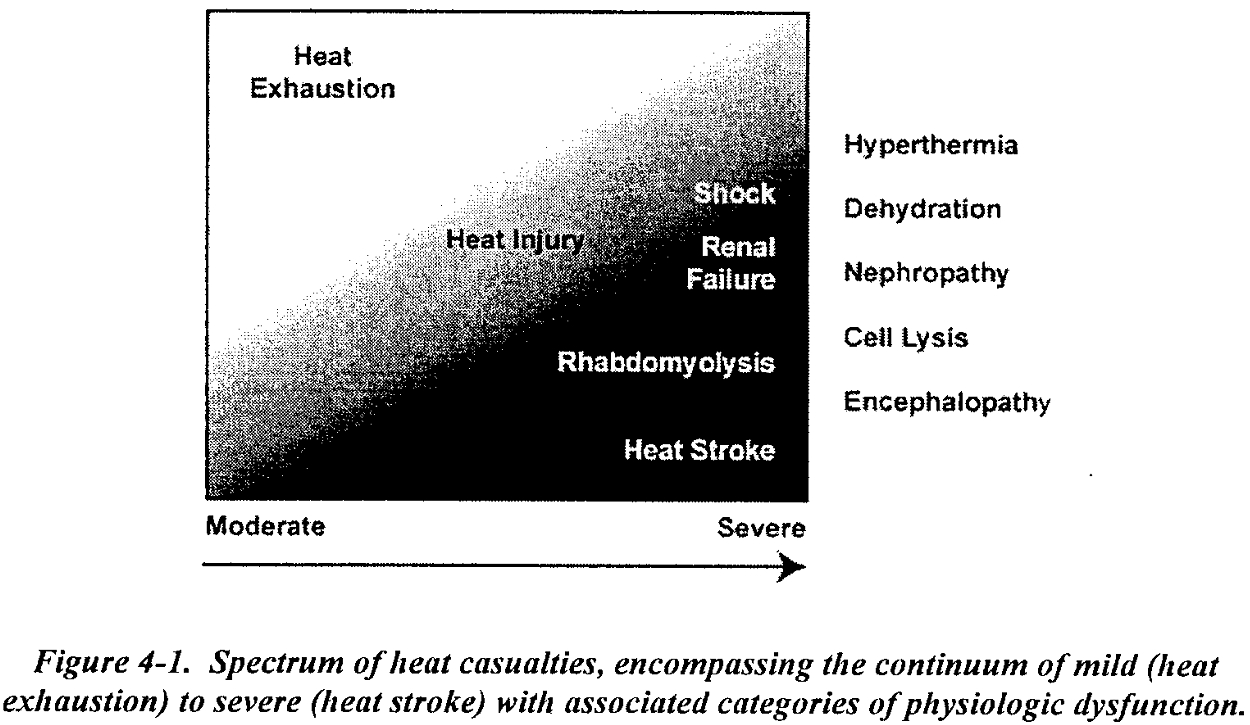 Heat
Exhaustion
Heat Injury
Shock
Renal
Failure
Rhabdomyolysis
Heat Stroke
Hyperthermia
Dehydration
Nephropathy
Cell Lysis
Encephalopathy
Moderate
Severe
Figure 4-1. Spectrum of heat casualties, encompassing the continuum of mild (heat
exhaustion) to severe (heat stroke) with associated categories of physiologic dysfunction.